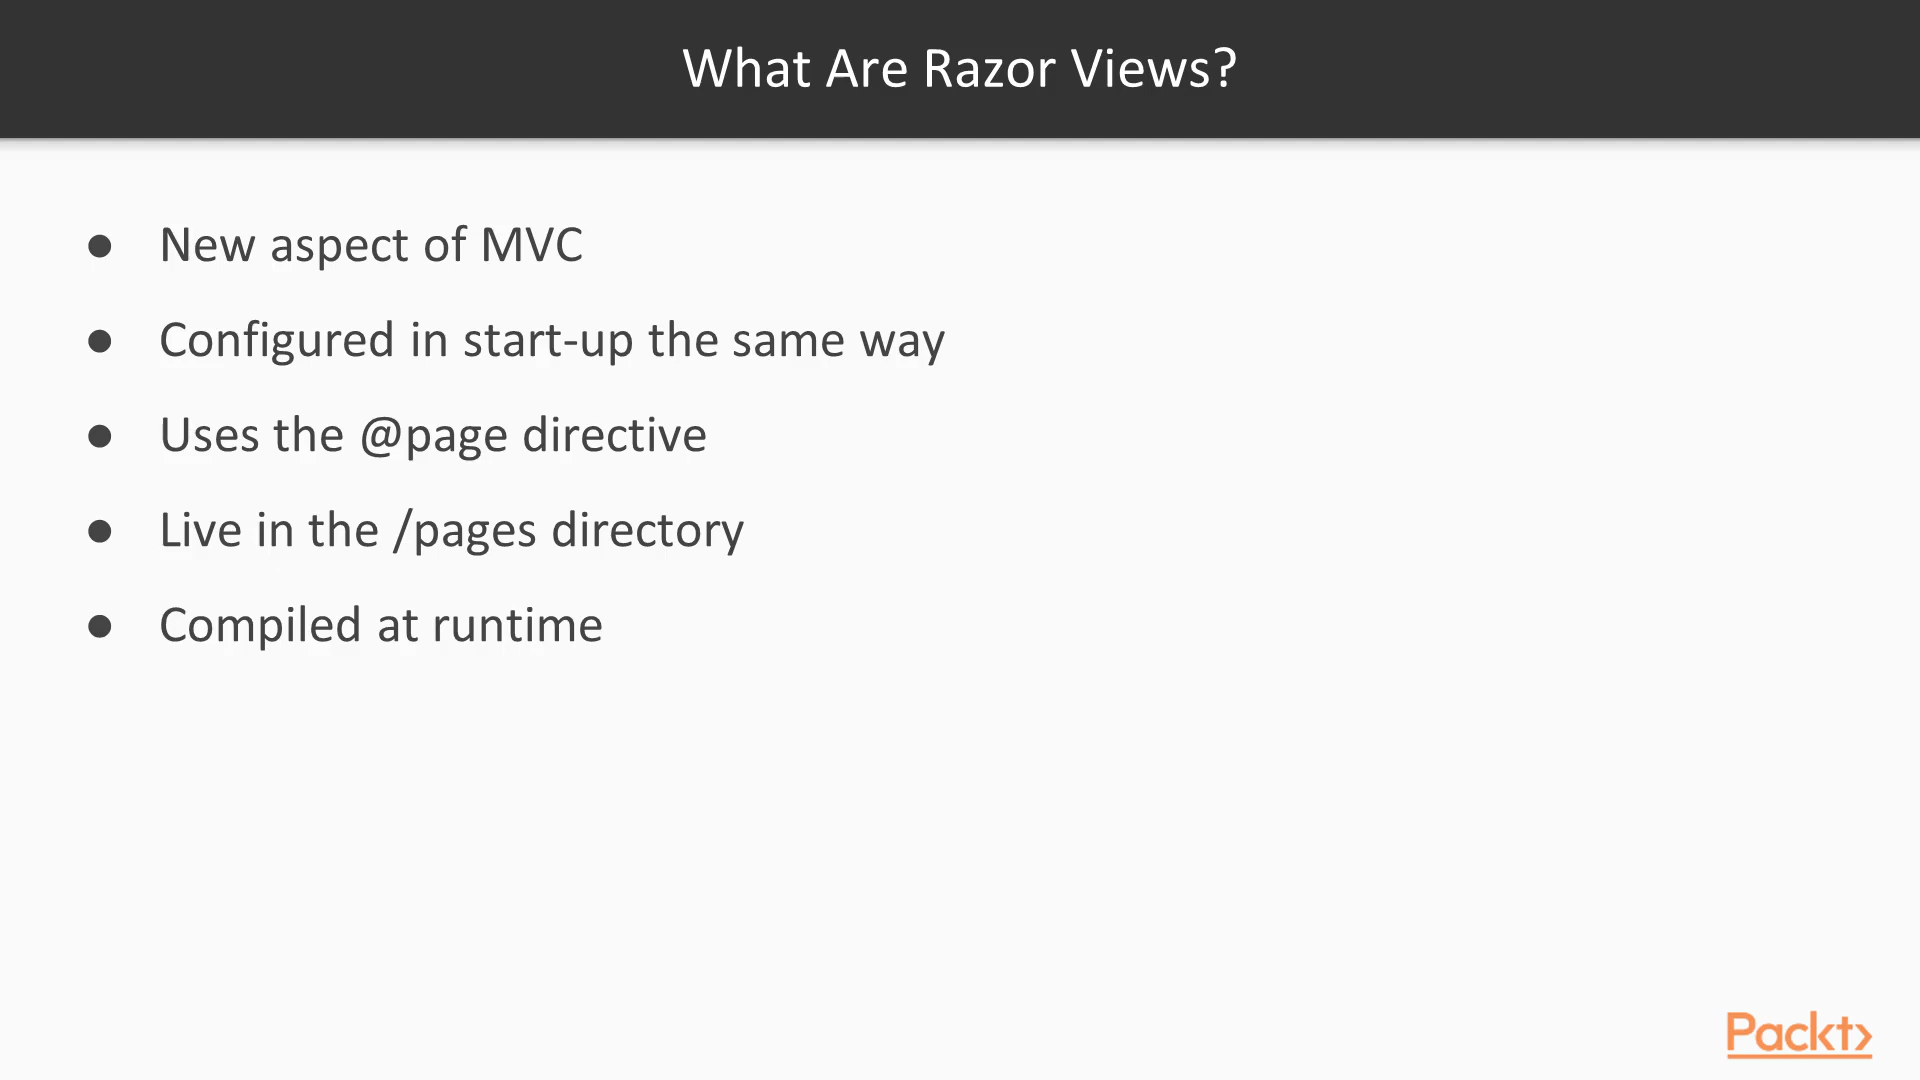 What Are Razor Views?
● New aspect of MVC
● Configured in start-up the same way
● Uses the @page directive
● Live in the /pages directory
● Compiled at runtime
Packt>